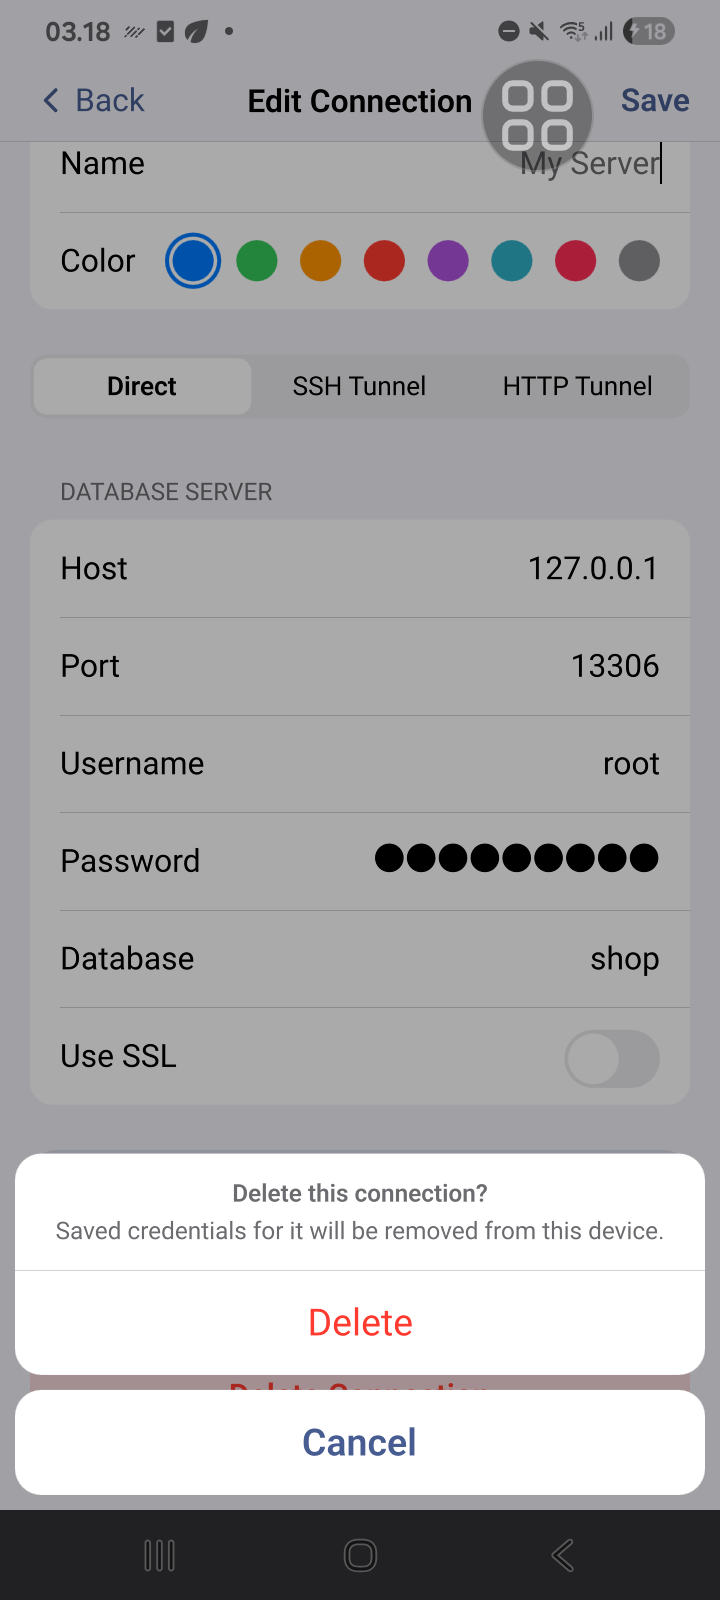 03.18
18
Back
Edit Connection
Save
Name
My Server
Color
Direct
SSH Tunnel
HTTP Tunnel
DATABASE SERVER
Host
127.0.0.1
Port
13306
Username
root
Password
Database
shop
Use SSL
Delete this connection?
Saved credentials for it will be removed from this device.
Delete
Delete Connection
Cancel